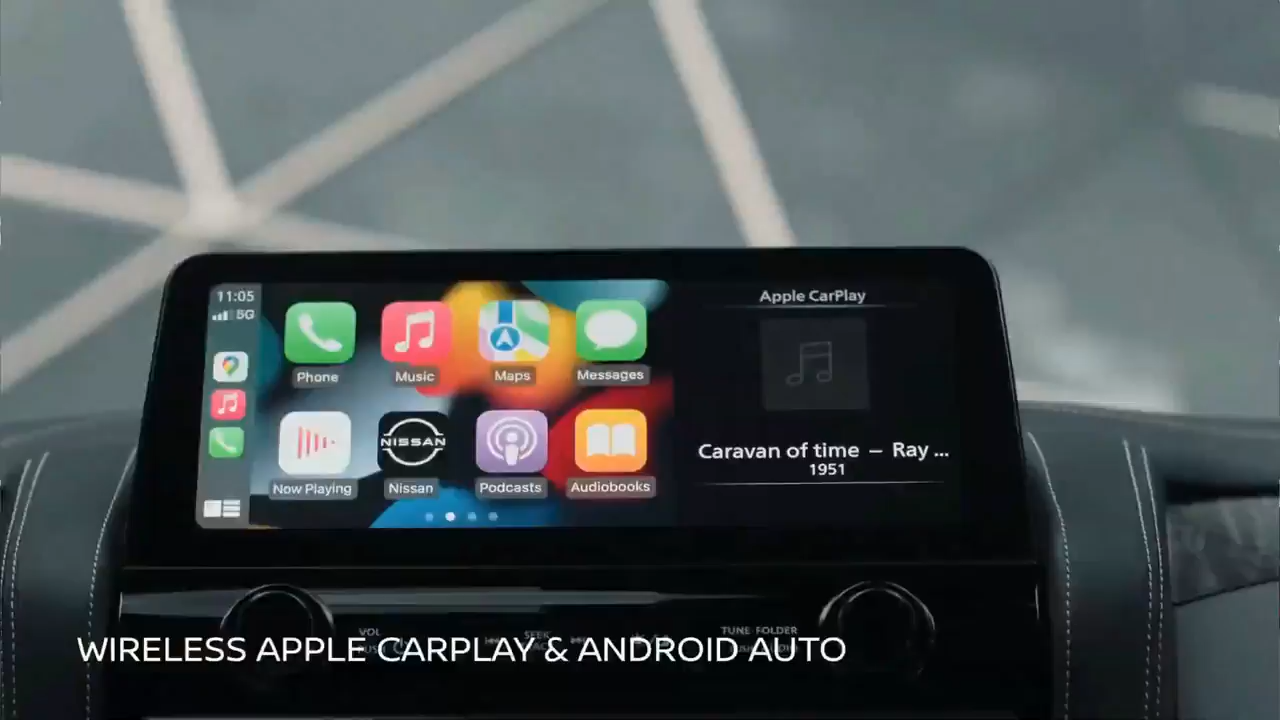 11:05
5G
Phone
Music
Maps
Messages
NISSAN
Now Playing
Nissan
Podcasts
Audiobooks
Apple CarPlay
Caravan of time – Ray ...
1951
VOL
SEEK
TUNE·FOLDER
WIRELESS APPLE CARPLAY & ANDROID AUTO